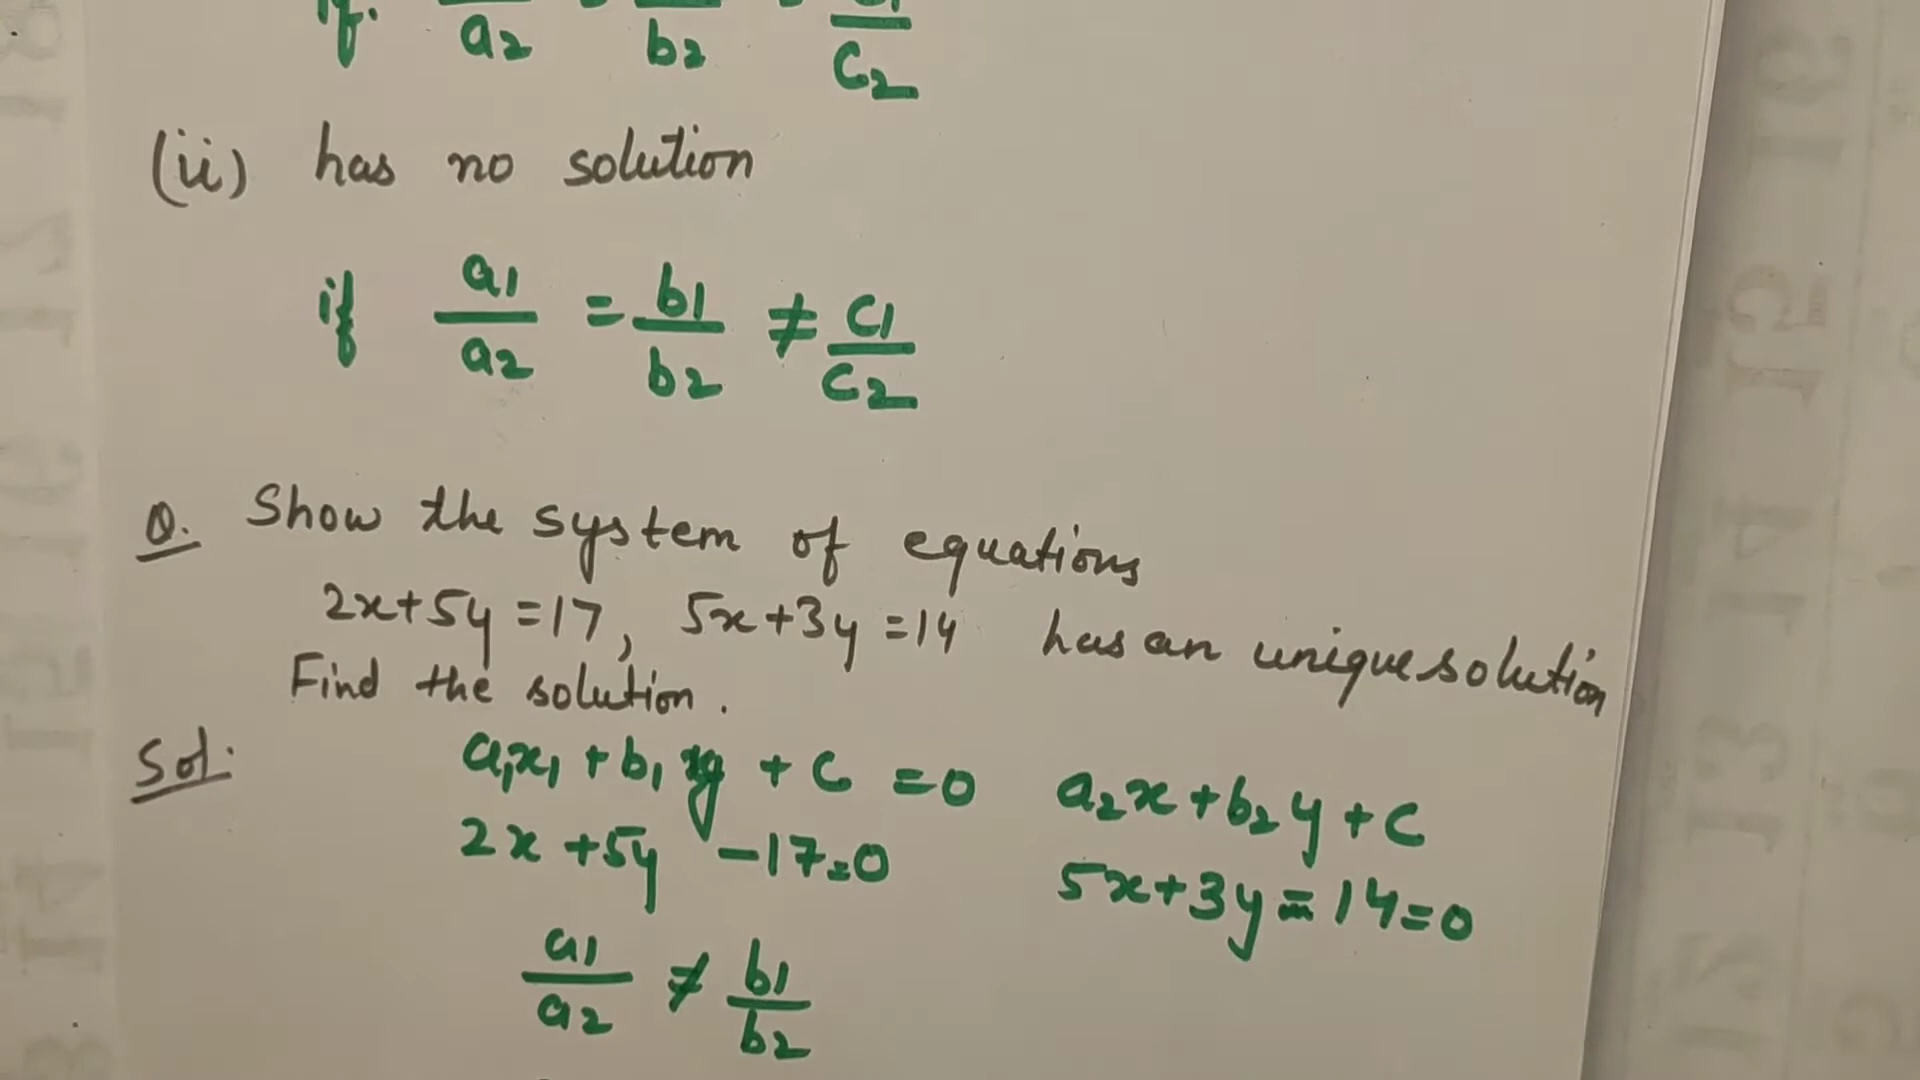 if. a2 b2 c2
(ii) has no solution
if a1/a2 = b1/b2 ≠ c1/c2
Q. Show the system of equations
2x+5y=17, 5x+3y=14 has an unique solution
Find the solution.
Sol: a1x1 + b1 y + c = 0 a2x+b2y+c
2x+5y -17=0 5x+3y-14=0
a1/a2 ≠ b1/b2